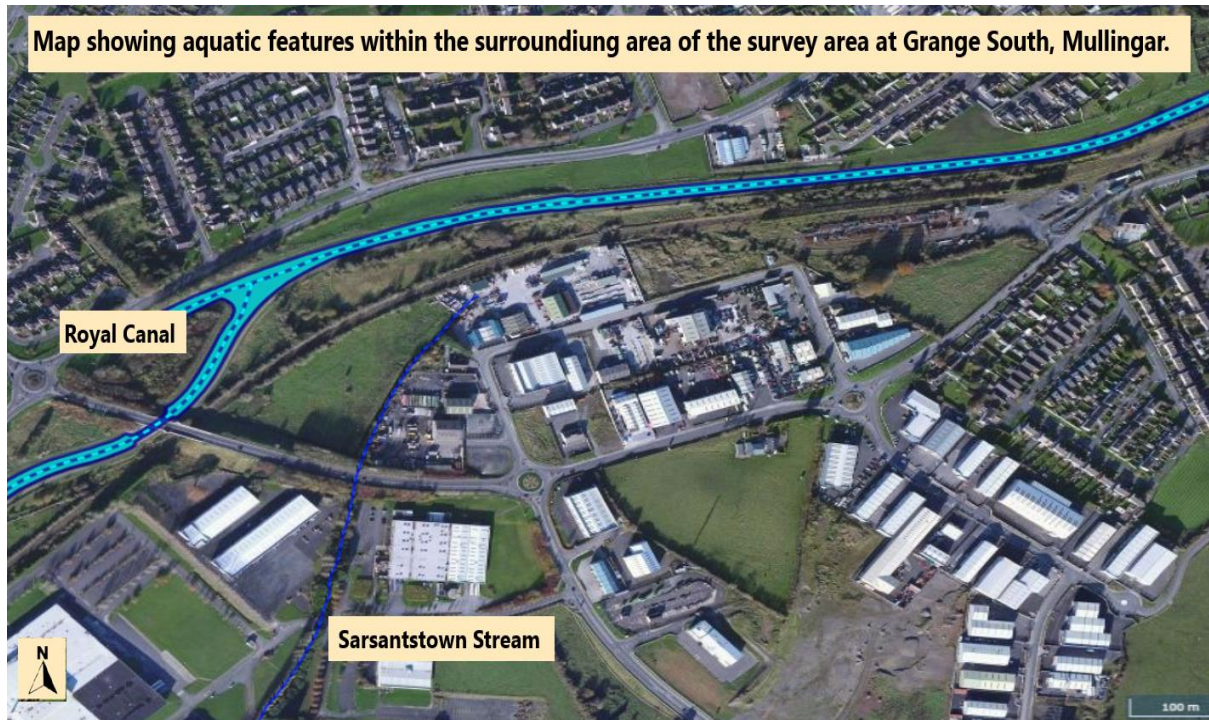 Map showing aquatic features within the surroundiung area of the survey area at Grange South, Mullingar.
Royal Canal
Sarsantstown Stream
N
100 m